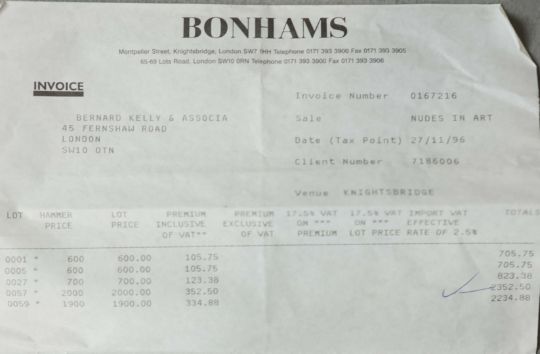 BONHAMS
Montpelier Street, Knightsbridge, London SW7 1HH Telephone 0171 393 3900 Fax 0171 393 3905
65-69 Lots Road, London SW10 0RN Telephone 0171 393 3900 Fax 0171 393 3906
INVOICE
Invoice Number 0167216
BERNARD KELLY & ASSOCIA Sale NUDES IN ART
45 FERNSHAW ROAD
LONDON Date (Tax Point) 27/11/96
SW10 0TN
Client Number 7186006
Venue KNIGHTSBRIDGE
LOT HAMMER LOT PREMIUM PREMIUM 17.5% VAT 17.5% VAT IMPORT VAT TOTALS
PRICE PRICE INCLUSIVE EXCLUSIVE ON *** ON *** EFFECTIVE
OF VAT** OF VAT PREMIUM LOT PRICE RATE OF 2.5%
0001 * 600 600.00 105.75 705.75
0005 * 600 600.00 105.75 705.75
0027 * 700 700.00 123.38 823.38
0057 * 2000 2000.00 352.50 2352.50
0059 * 1900 1900.00 334.88 2234.88